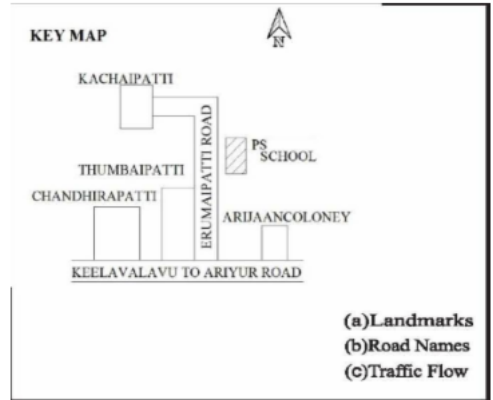 KEY MAP
N
KACHAIPATTI
ERUMAIPATTI ROAD
PS
SCHOOL
THUMBAIPATTI
CHANDHIRAPATTI
ARIJAANCOLONEY
KEELAVALAVU TO ARIYUR ROAD
(a)Landmarks
(b)Road Names
(c)Traffic Flow